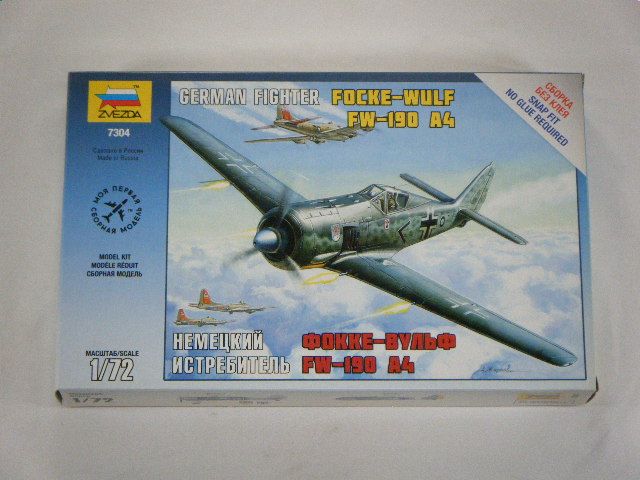 GERMAN FIGHTER FOCKE-WULF
FW-190 A4
СБОРКА
БЕЗ КЛЕЯ
SNAP FIT
NO GLUE REQUIRED
ZVEZDA
7304
Сделано в России
Made in Russia
МОЯ ПЕРВАЯ
СБОРНАЯ МОДЕЛЬ
MODEL KIT
MODÈLE RÉDUIT
СБОРНАЯ МОДЕЛЬ
МАСШТАБ/SCALE
1/72
НЕМЕЦКИЙ
ИСТРЕБИТЕЛЬ
ФОККЕ-ВУЛЬФ
FW-190 A4
1/72